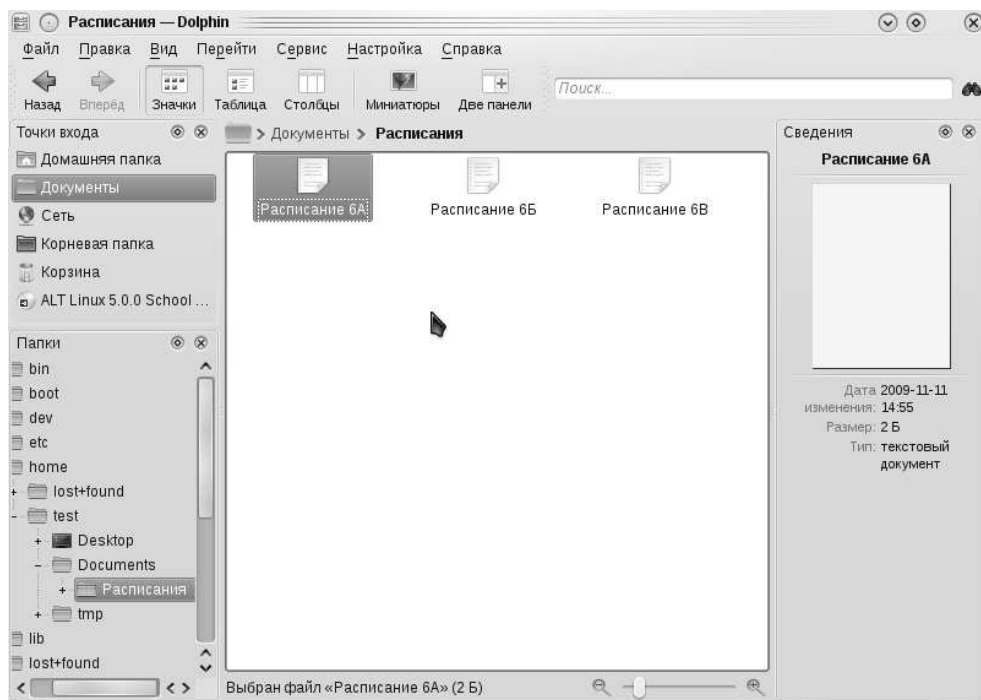 Расписания — Dolphin
Файл Правка Вид Перейти Сервис Настройка Справка
Назад Вперёд Значки Таблица Столбцы Миниатюры Две панели Поиск...
Точки входа
Домашняя папка
Документы
Сеть
Корневая папка
Корзина
ALT Linux 5.0.0 School ...
Папки
bin
boot
dev
etc
home
lost+found
test
Desktop
Documents
Расписания
tmp
lib
lost+found
> Документы > Расписания
Расписание 6А Расписание 6Б Расписание 6В
Выбран файл «Расписание 6А» (2 Б)
Сведения
Расписание 6А
Дата изменения: 2009-11-11 14:55
Размер: 2 Б
Тип: текстовый документ